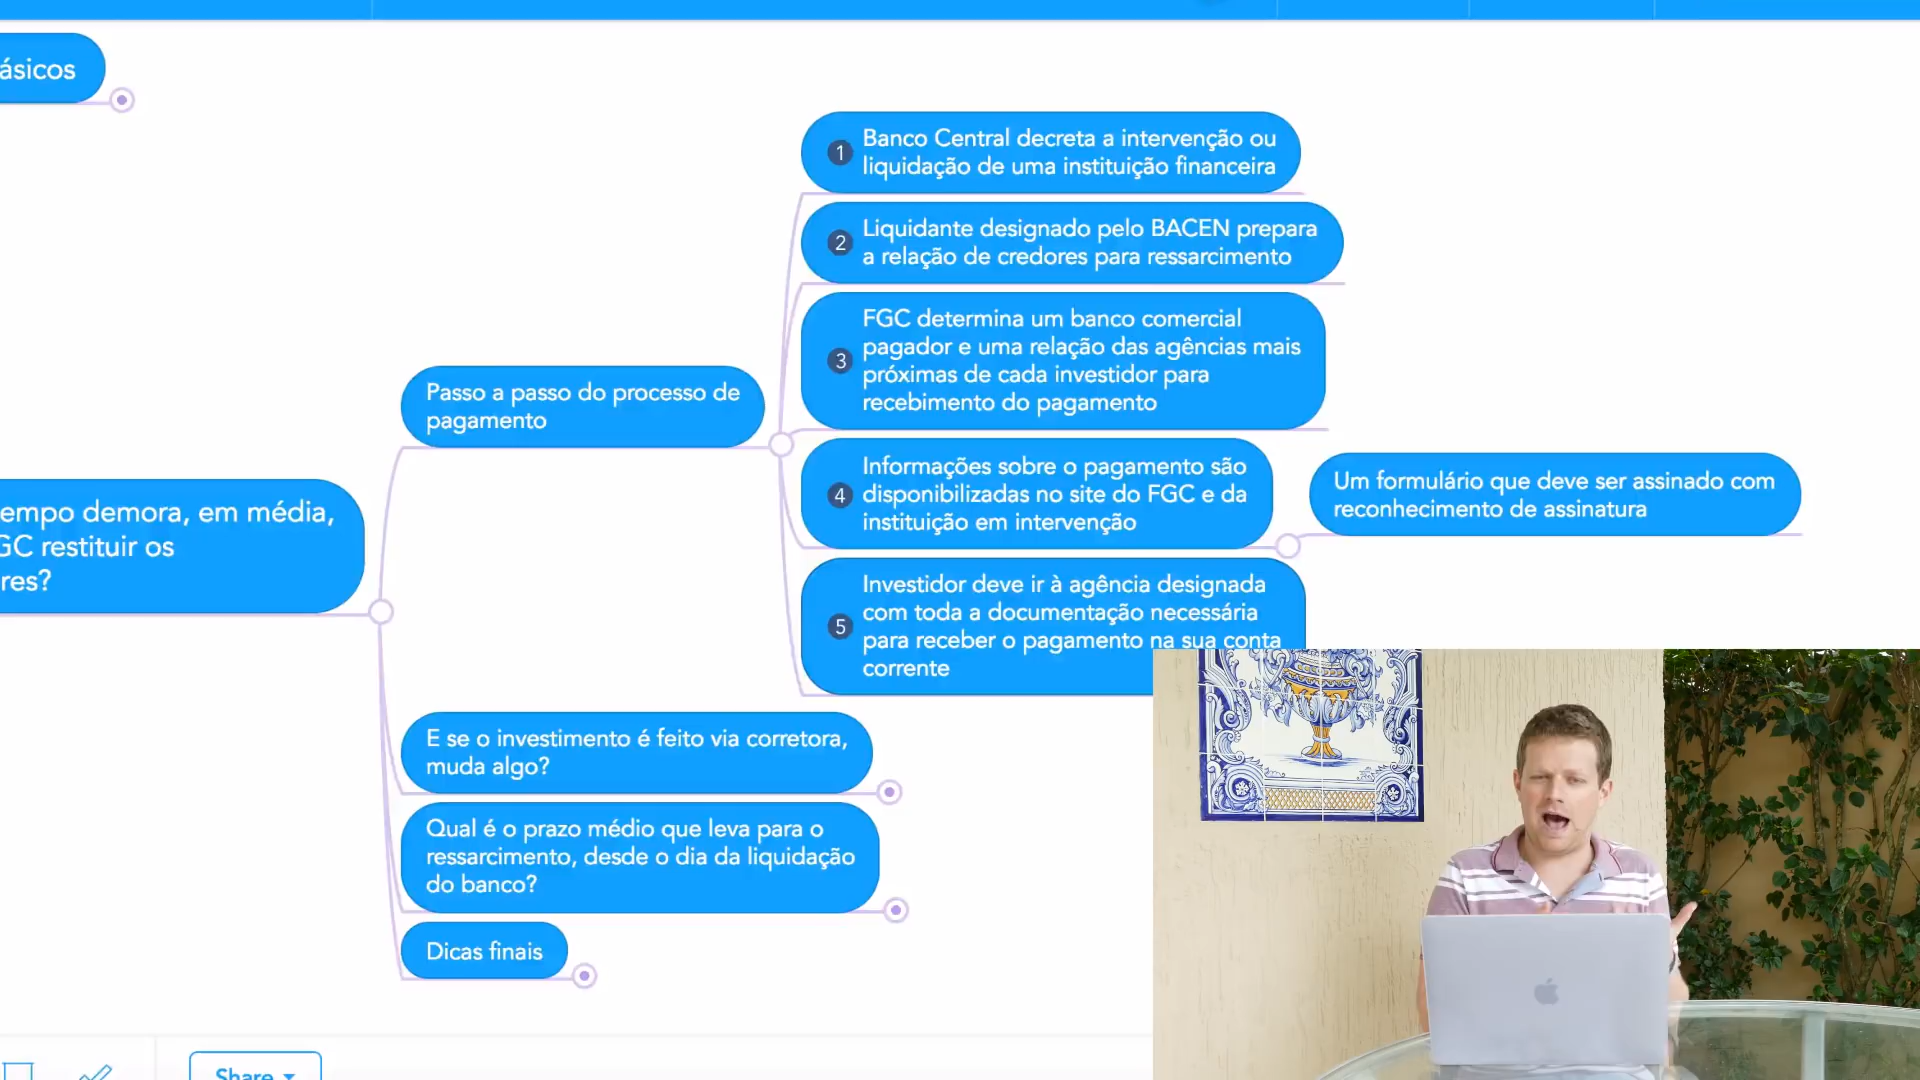 ásicos
1
Banco Central decreta a intervenção ou
liquidação de uma instituição financeira
2
Liquidante designado pelo BACEN prepara
a relação de credores para ressarcimento
3
FGC determina um banco comercial
pagador e uma relação das agências mais
próximas de cada investidor para
recebimento do pagamento
Passo a passo do processo de
pagamento
4
Informações sobre o pagamento são
disponibilizadas no site do FGC e da
instituição em intervenção
Um formulário que deve ser assinado com
reconhecimento de assinatura
empo demora, em média,
GC restituir os
res?
5
Investidor deve ir à agência designada
com toda a documentação necessária
para receber o pagamento na sua conta
corrente
E se o investimento é feito via corretora,
muda algo?
Qual é o prazo médio que leva para o
ressarcimento, desde o dia da liquidação
do banco?
Dicas finais
Share